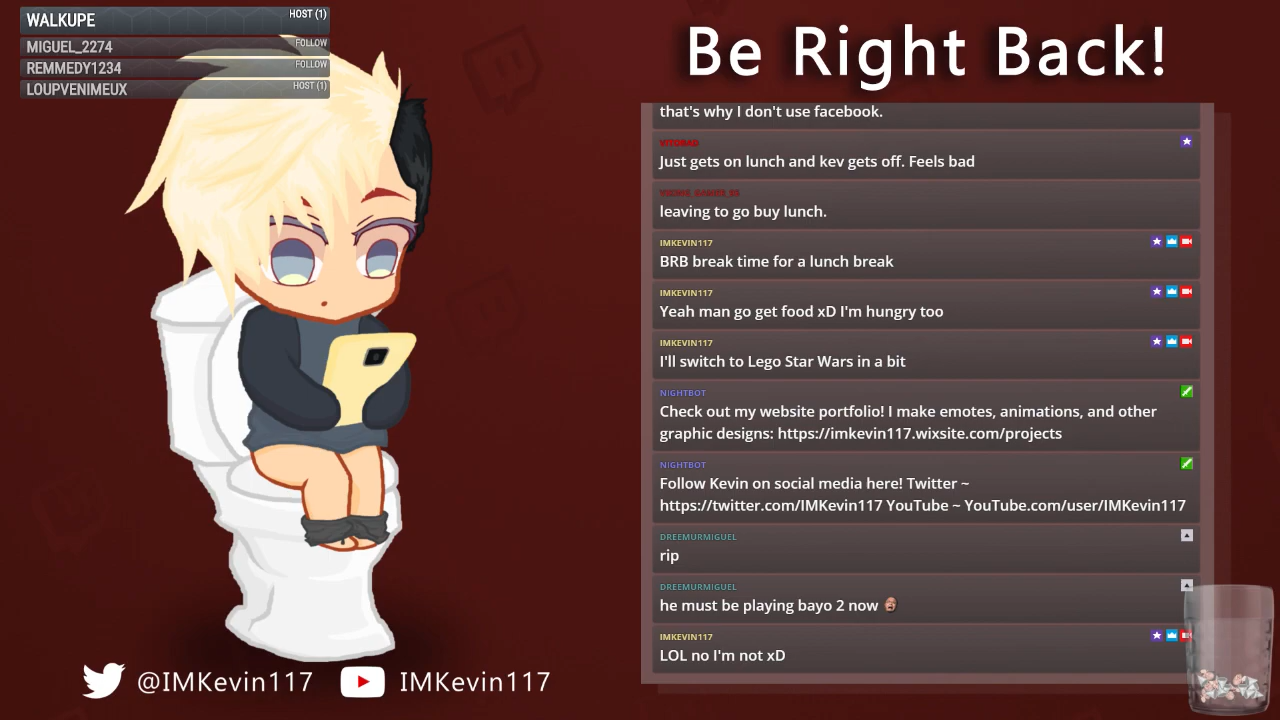 WALKUPE HOST (1)
MIGUEL_2274 FOLLOW
REMMEDY1234 FOLLOW
LOUPVENIMEUX HOST (1)
Be Right Back!
that's why I don't use facebook.
Just gets on lunch and kev gets off. Feels bad
leaving to go buy lunch.
IMKEVIN117
BRB break time for a lunch break
IMKEVIN117
Yeah man go get food xD I'm hungry too
IMKEVIN117
I'll switch to Lego Star Wars in a bit
NIGHTBOT
Check out my website portfolio! I make emotes, animations, and other
graphic designs: https://imkevin117.wixsite.com/projects
NIGHTBOT
Follow Kevin on social media here! Twitter ~
https://twitter.com/IMKevin117 YouTube ~ YouTube.com/user/IMKevin117
DREEMURMIGUEL
rip
DREEMURMIGUEL
he must be playing bayo 2 now
IMKEVIN117
LOL no I'm not xD
@IMKevin117 IMKevin117